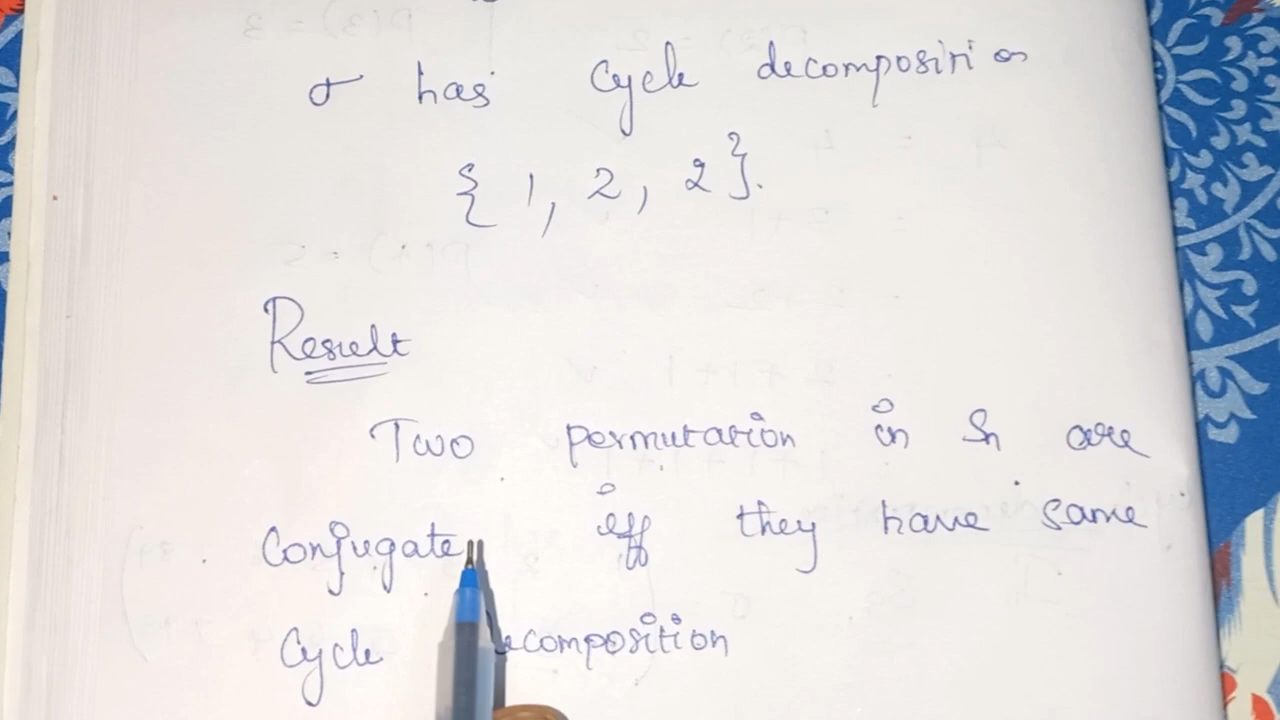 σ has cycle decomposition
{ 1, 2, 2 }.
Result
Two permutation in Sn are
Conjugate iff they have same
Cycle decomposition